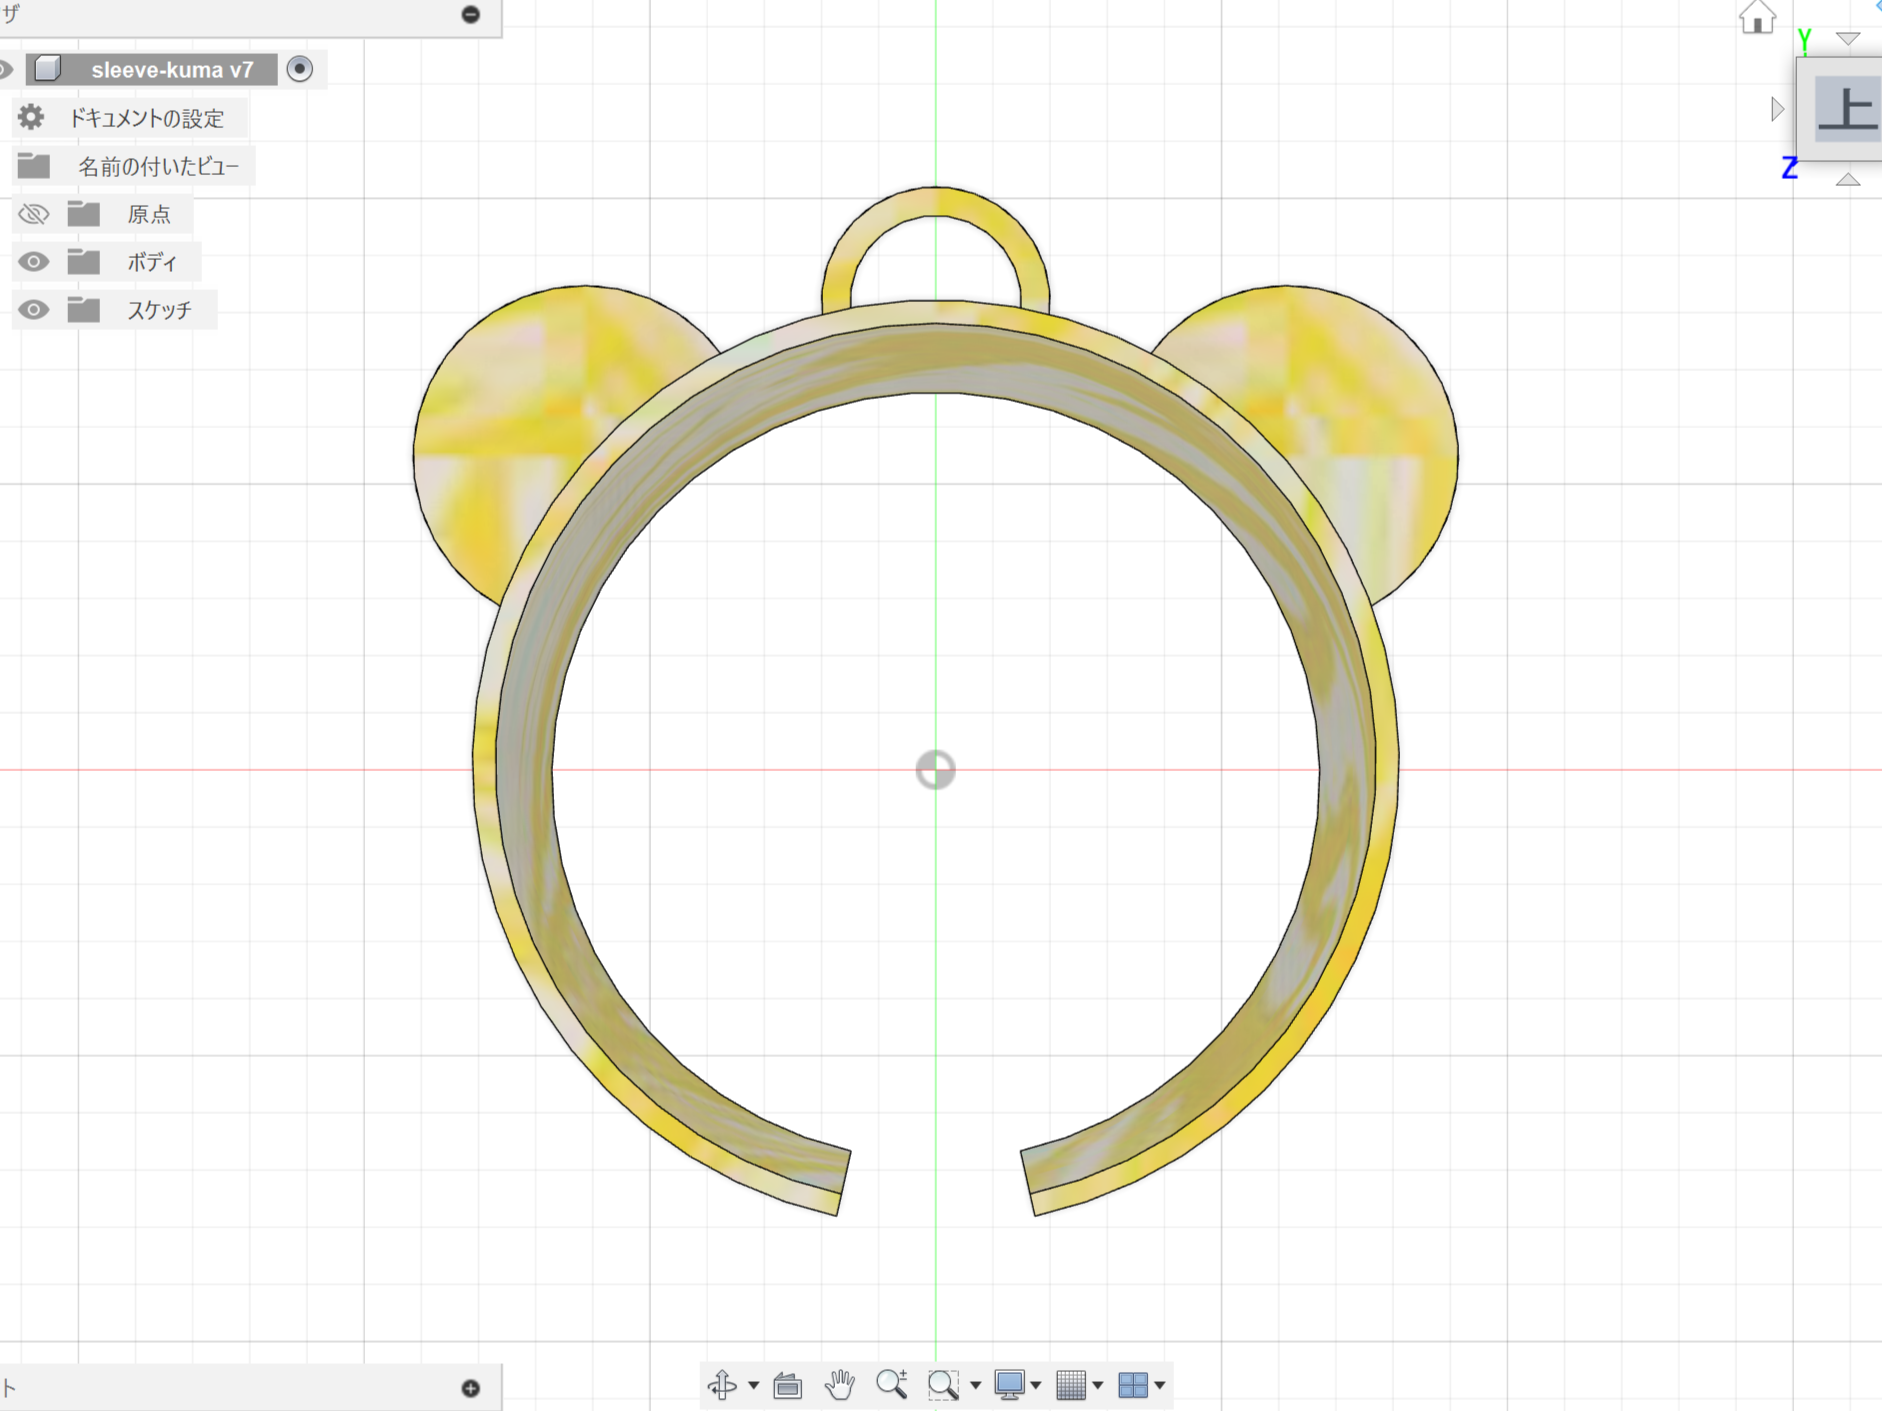 ザ
sleeve-kuma v7
ドキュメントの設定
名前の付いたビュー
原点
ボディ
スケッチ
Y
上
Z
ト